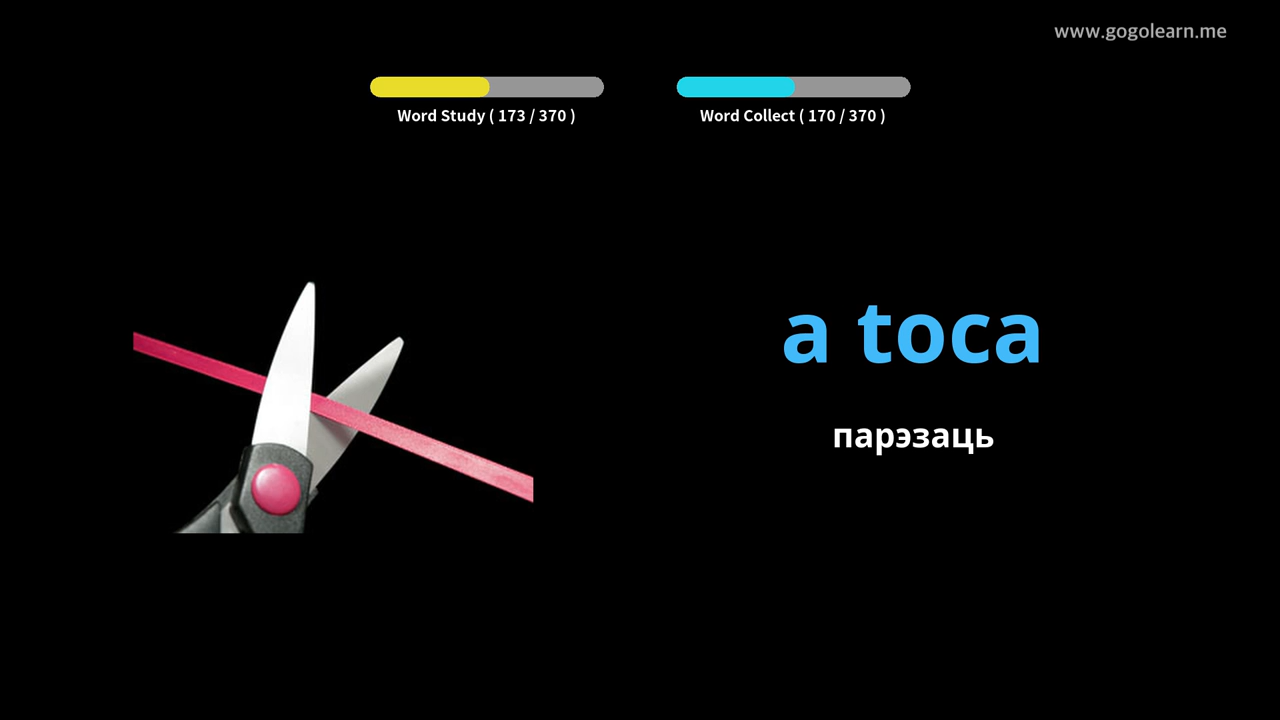 www.gogolearn.me
Word Study ( 173 / 370 )
Word Collect ( 170 / 370 )
a toca
парэзаць